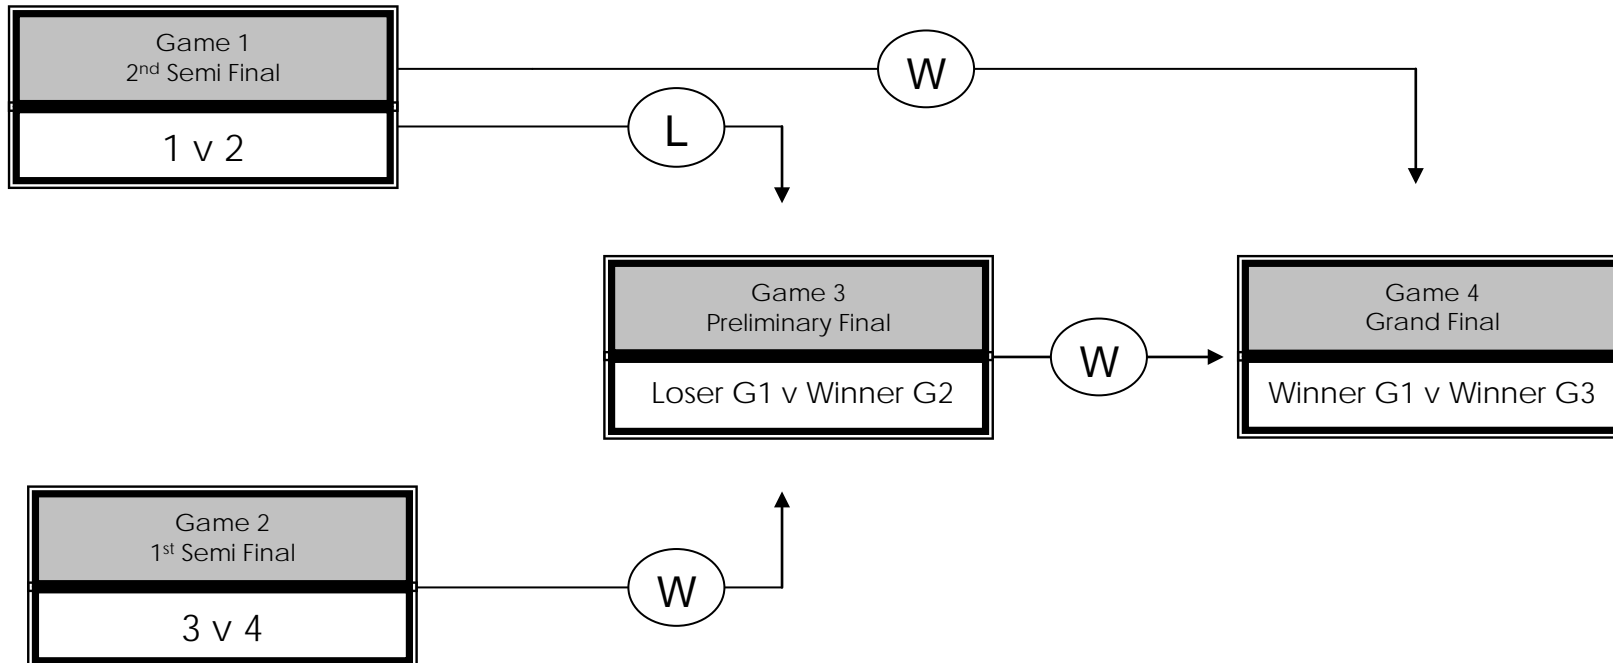 Game 1
2nd Semi Final
1 v 2
W
L
Game 3
Preliminary Final
Loser G1 v Winner G2
W
Game 4
Grand Final
Winner G1 v Winner G3
Game 2
1st Semi Final
3 v 4
W